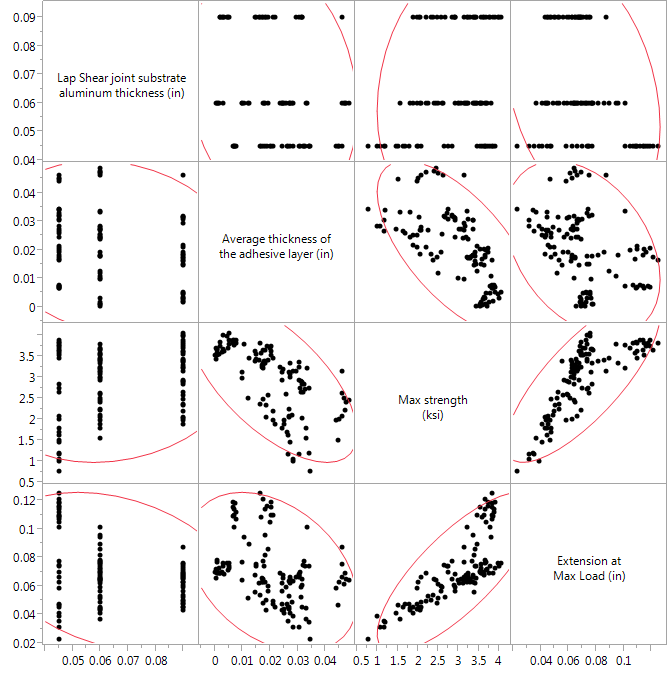 0.09
0.08
0.07
0.06
0.05
0.04
Lap Shear joint substrate
aluminum thickness (in)
0.04
0.03
0.02
0.01
0
Average thickness of
the adhesive layer (in)
3.5
3
2.5
2
1.5
1
0.5
Max strength
(ksi)
0.12
0.10
0.08
0.06
0.04
0.02
Extension at
Max Load (in)
0.05 0.06 0.08
0 0.01 0.02 0.03 0.04
0.5 1 1.5 2 2.5 3 3.5 4
0.04 0.06 0.08 0.1